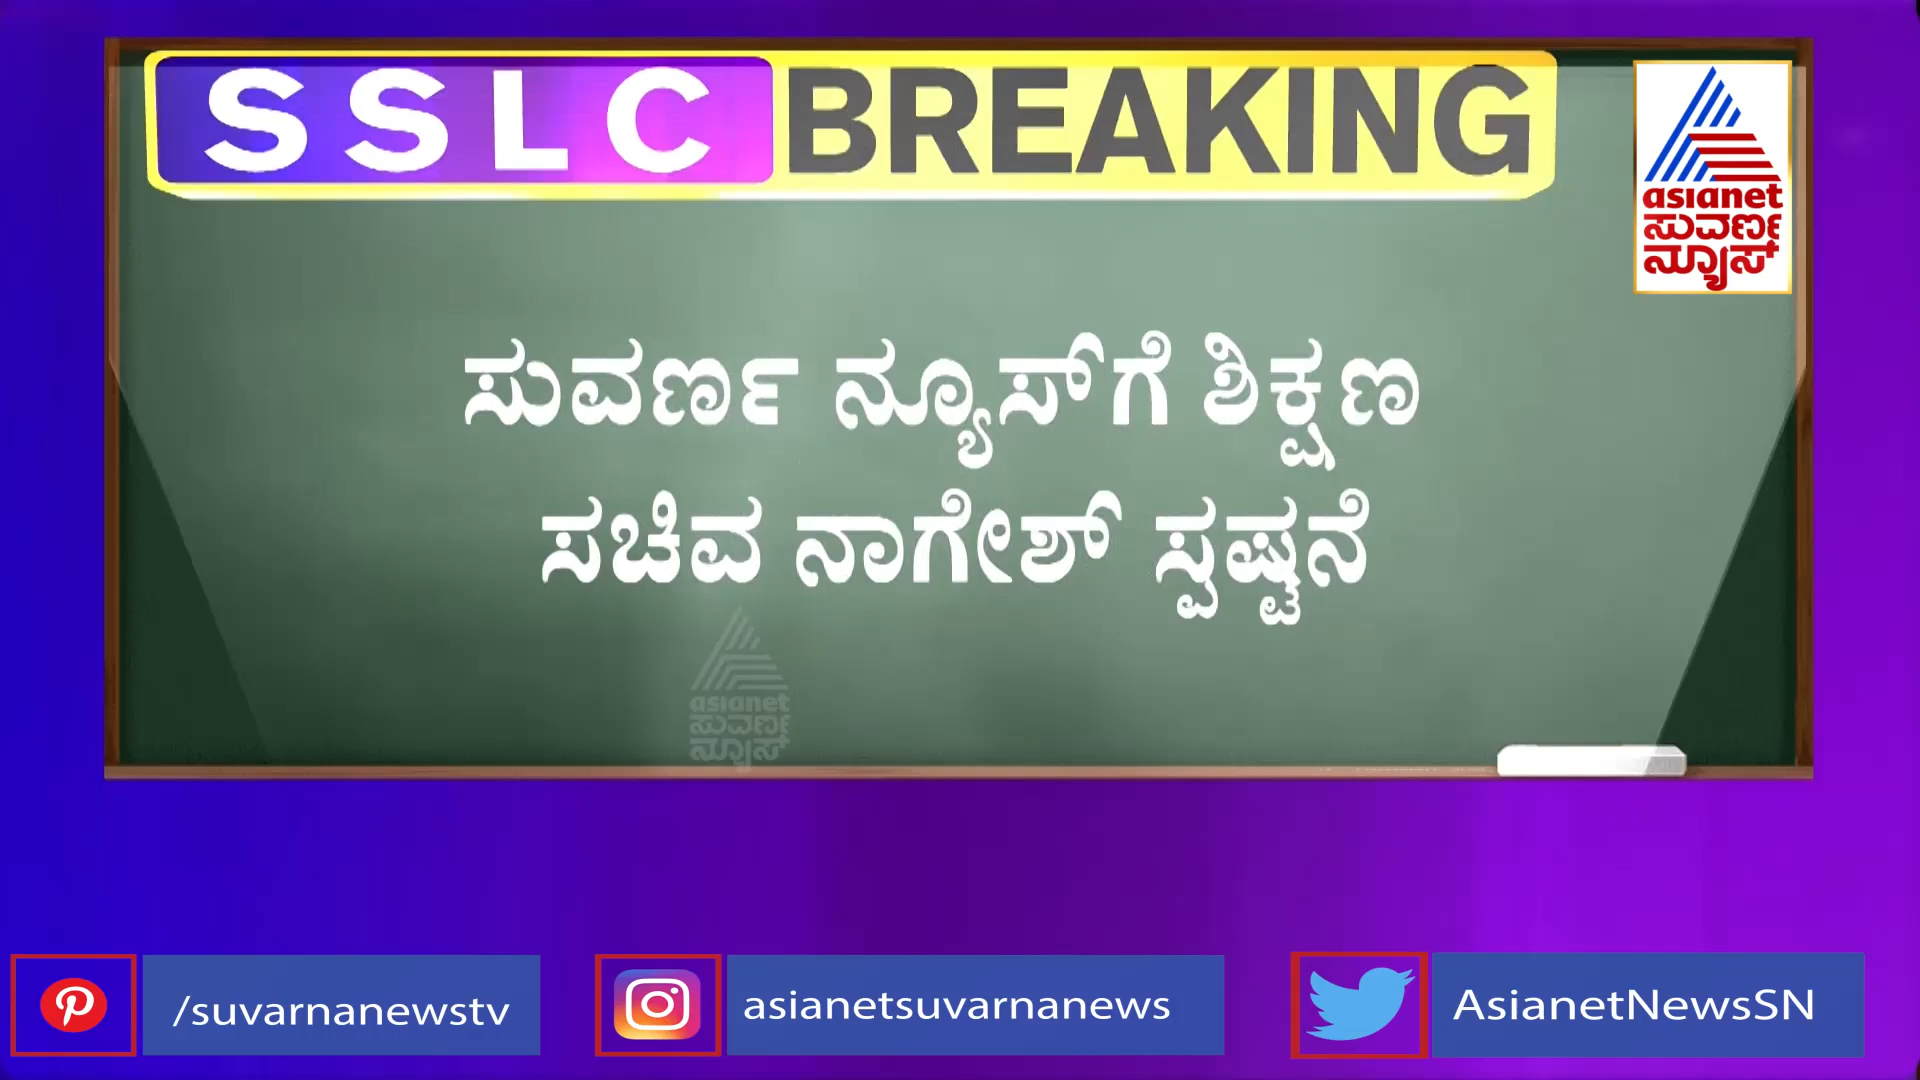 SSLC BREAKING
asianet
ಸುವರ್ಣ
ನ್ಯೂಸ್
ಸುವರ್ಣ ನ್ಯೂಸ್‌ಗೆ ಶಿಕ್ಷಣ
ಸಚಿವ ನಾಗೇಶ್ ಸ್ಪಷ್ಟನೆ
asianet
ಸುವರ್ಣ
ನ್ಯೂಸ್
/suvarnanewstv
asianetsuvarnanews
AsianetNewsSN